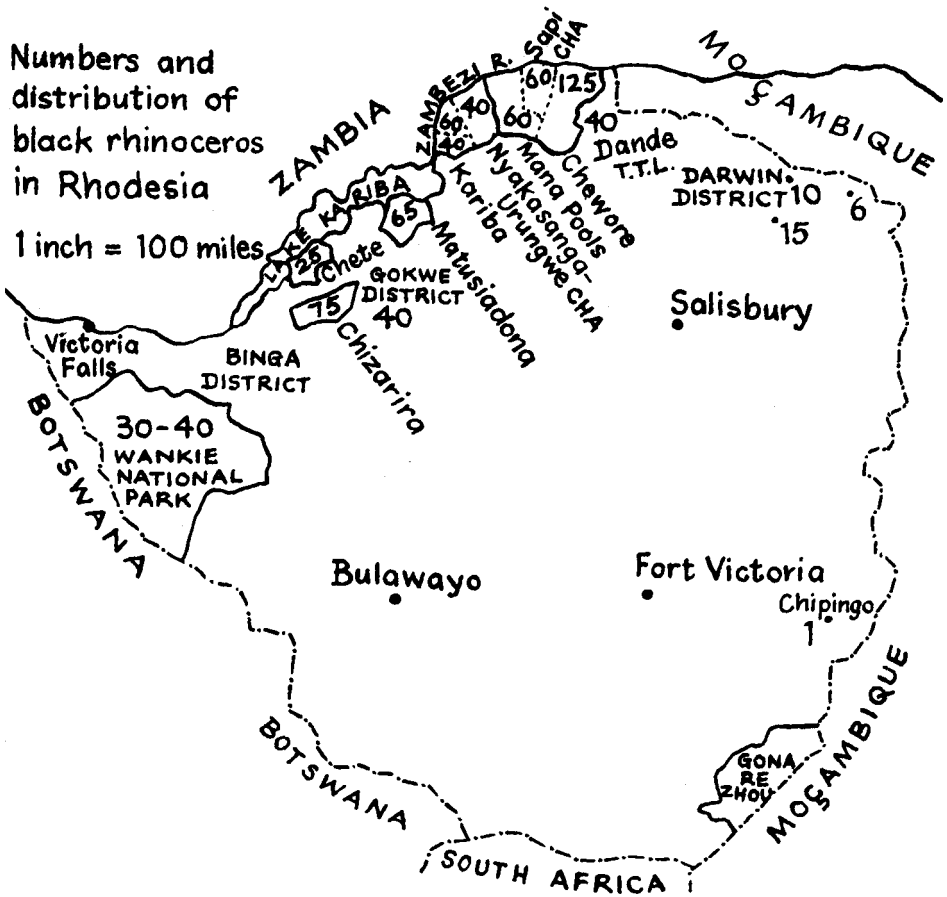 Numbers and
distribution of
black rhinoceros
in Rhodesia
1 inch = 100 miles
ZAMBIA
ZAMBEZI R.
Sapi
CHA
MOÇAMBIQUE
60
125
40
60
60
40
40
Dande
T.T.L.
DARWIN
DISTRICT
10
6
15
LAKE KARIBA
65
25
Chete
Kariba
Urungwe CHA
Nyakasanga-
Mana Pools
Chewore
Matusiadona
GOKWE
DISTRICT
40
75
Chizarira
Salisbury
Victoria
Falls
BINGA
DISTRICT
30-40
WANKIE
NATIONAL
PARK
BOTSWANA
Bulawayo
Fort Victoria
Chipingo
1
BOTSWANA
GONA
RE
ZHOU
MOÇAMBIQUE
SOUTH AFRICA